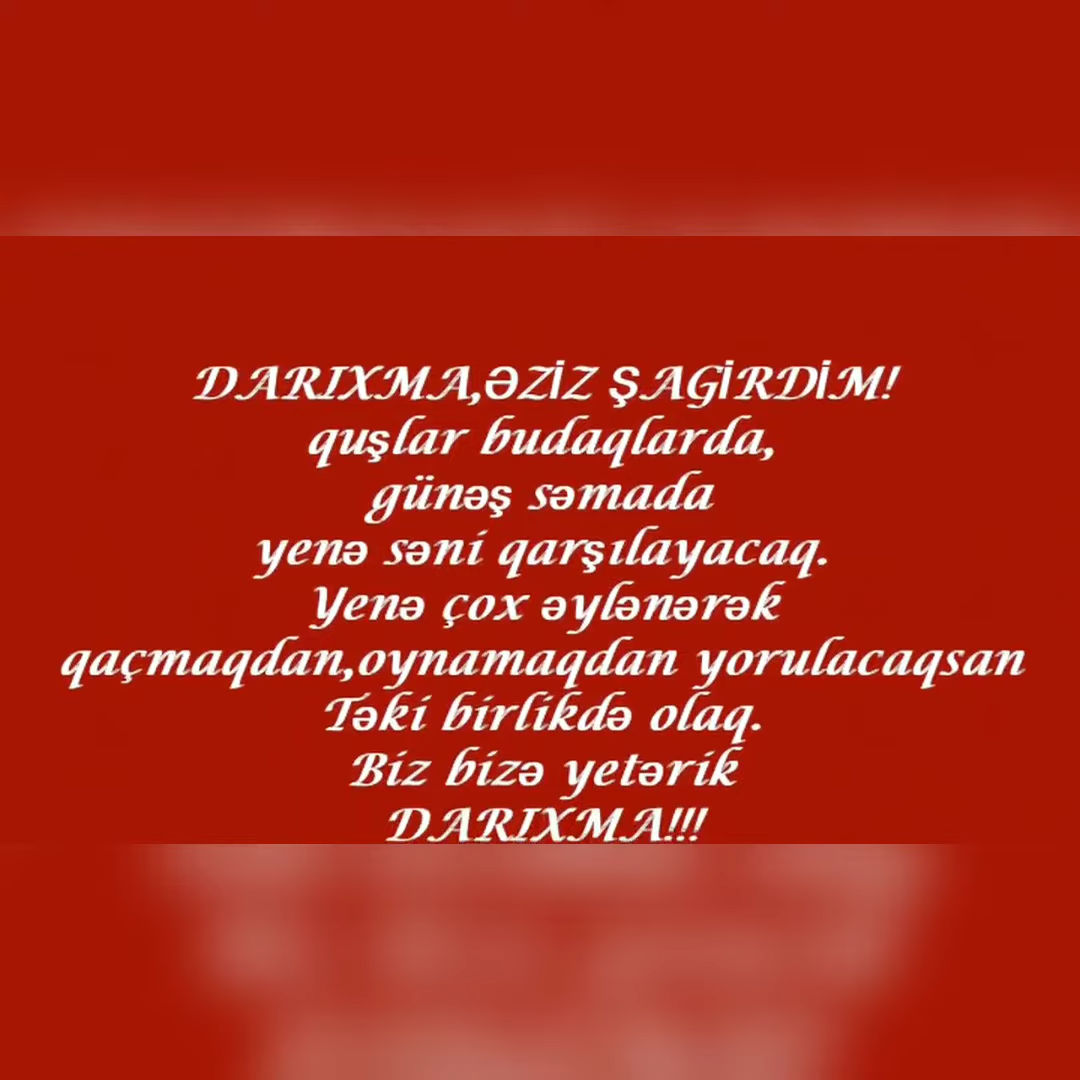 DARIXMA,ƏZİZ ŞAGİRDİM!
quşlar budaqlarda,
günəş səmada
yenə səni qarşılayacaq.
Yenə çox əylənərək
qaçmaqdan,oynamaqdan yorulacaqsan
Təki birlikdə olaq.
Biz bizə yetərik
DARIXMA!!!